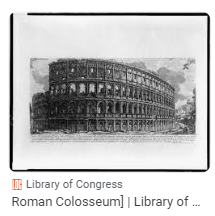 Library of Congress
Roman Colosseum] | Library of ...